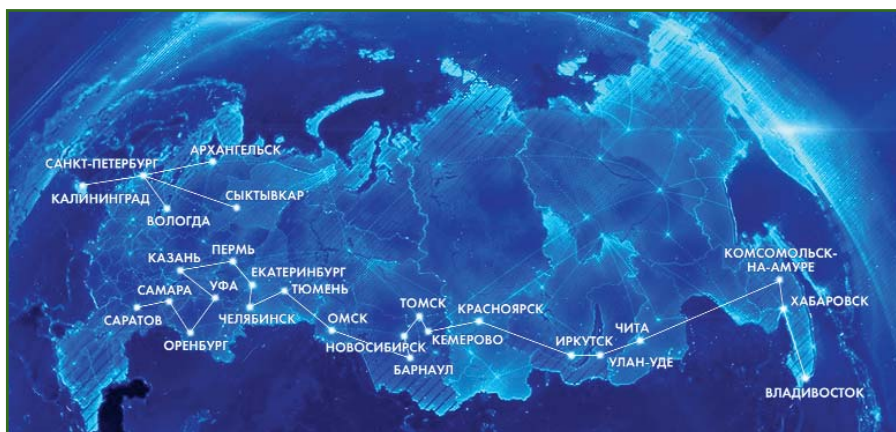 АРХАНГЕЛЬСК
САНКТ-ПЕТЕРБУРГ
КАЛИНИНГРАД
СЫКТЫВКАР
ВОЛОГДА
ПЕРМЬ
КАЗАНЬ
ЕКАТЕРИНБУРГ
УФА
ТЮМЕНЬ
САМАРА
САРАТОВ
ЧЕЛЯБИНСК
ОРЕНБУРГ
ОМСК
ТОМСК
НОВОСИБИРСК
КЕМЕРОВО
БАРНАУЛ
КРАСНОЯРСК
ИРКУТСК
ЧИТА
УЛАН-УДЕ
КОМСОМОЛЬСК-
НА-АМУРЕ
ХАБАРОВСК
ВЛАДИВОСТОК